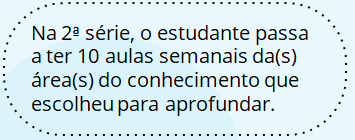 Na 2ª série, o estudante passa
a ter 10 aulas semanais da(s)
área(s) do conhecimento que
escolheu para aprofundar.